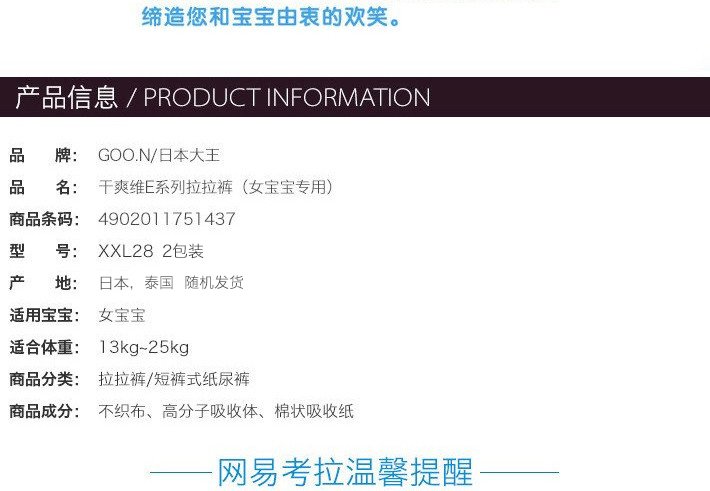 缔造您和宝宝由衷的欢笑。
产品信息 / PRODUCT INFORMATION
品 牌： GOO.N/日本大王
品 名： 干爽维E系列拉拉裤（女宝宝专用）
商品条码： 4902011751437
型 号： XXL28 2包装
产 地： 日本，泰国 随机发货
适用宝宝： 女宝宝
适合体重： 13kg~25kg
商品分类： 拉拉裤/短裤式纸尿裤
商品成分： 不织布、高分子吸收体、棉状吸收纸
网易考拉温馨提醒